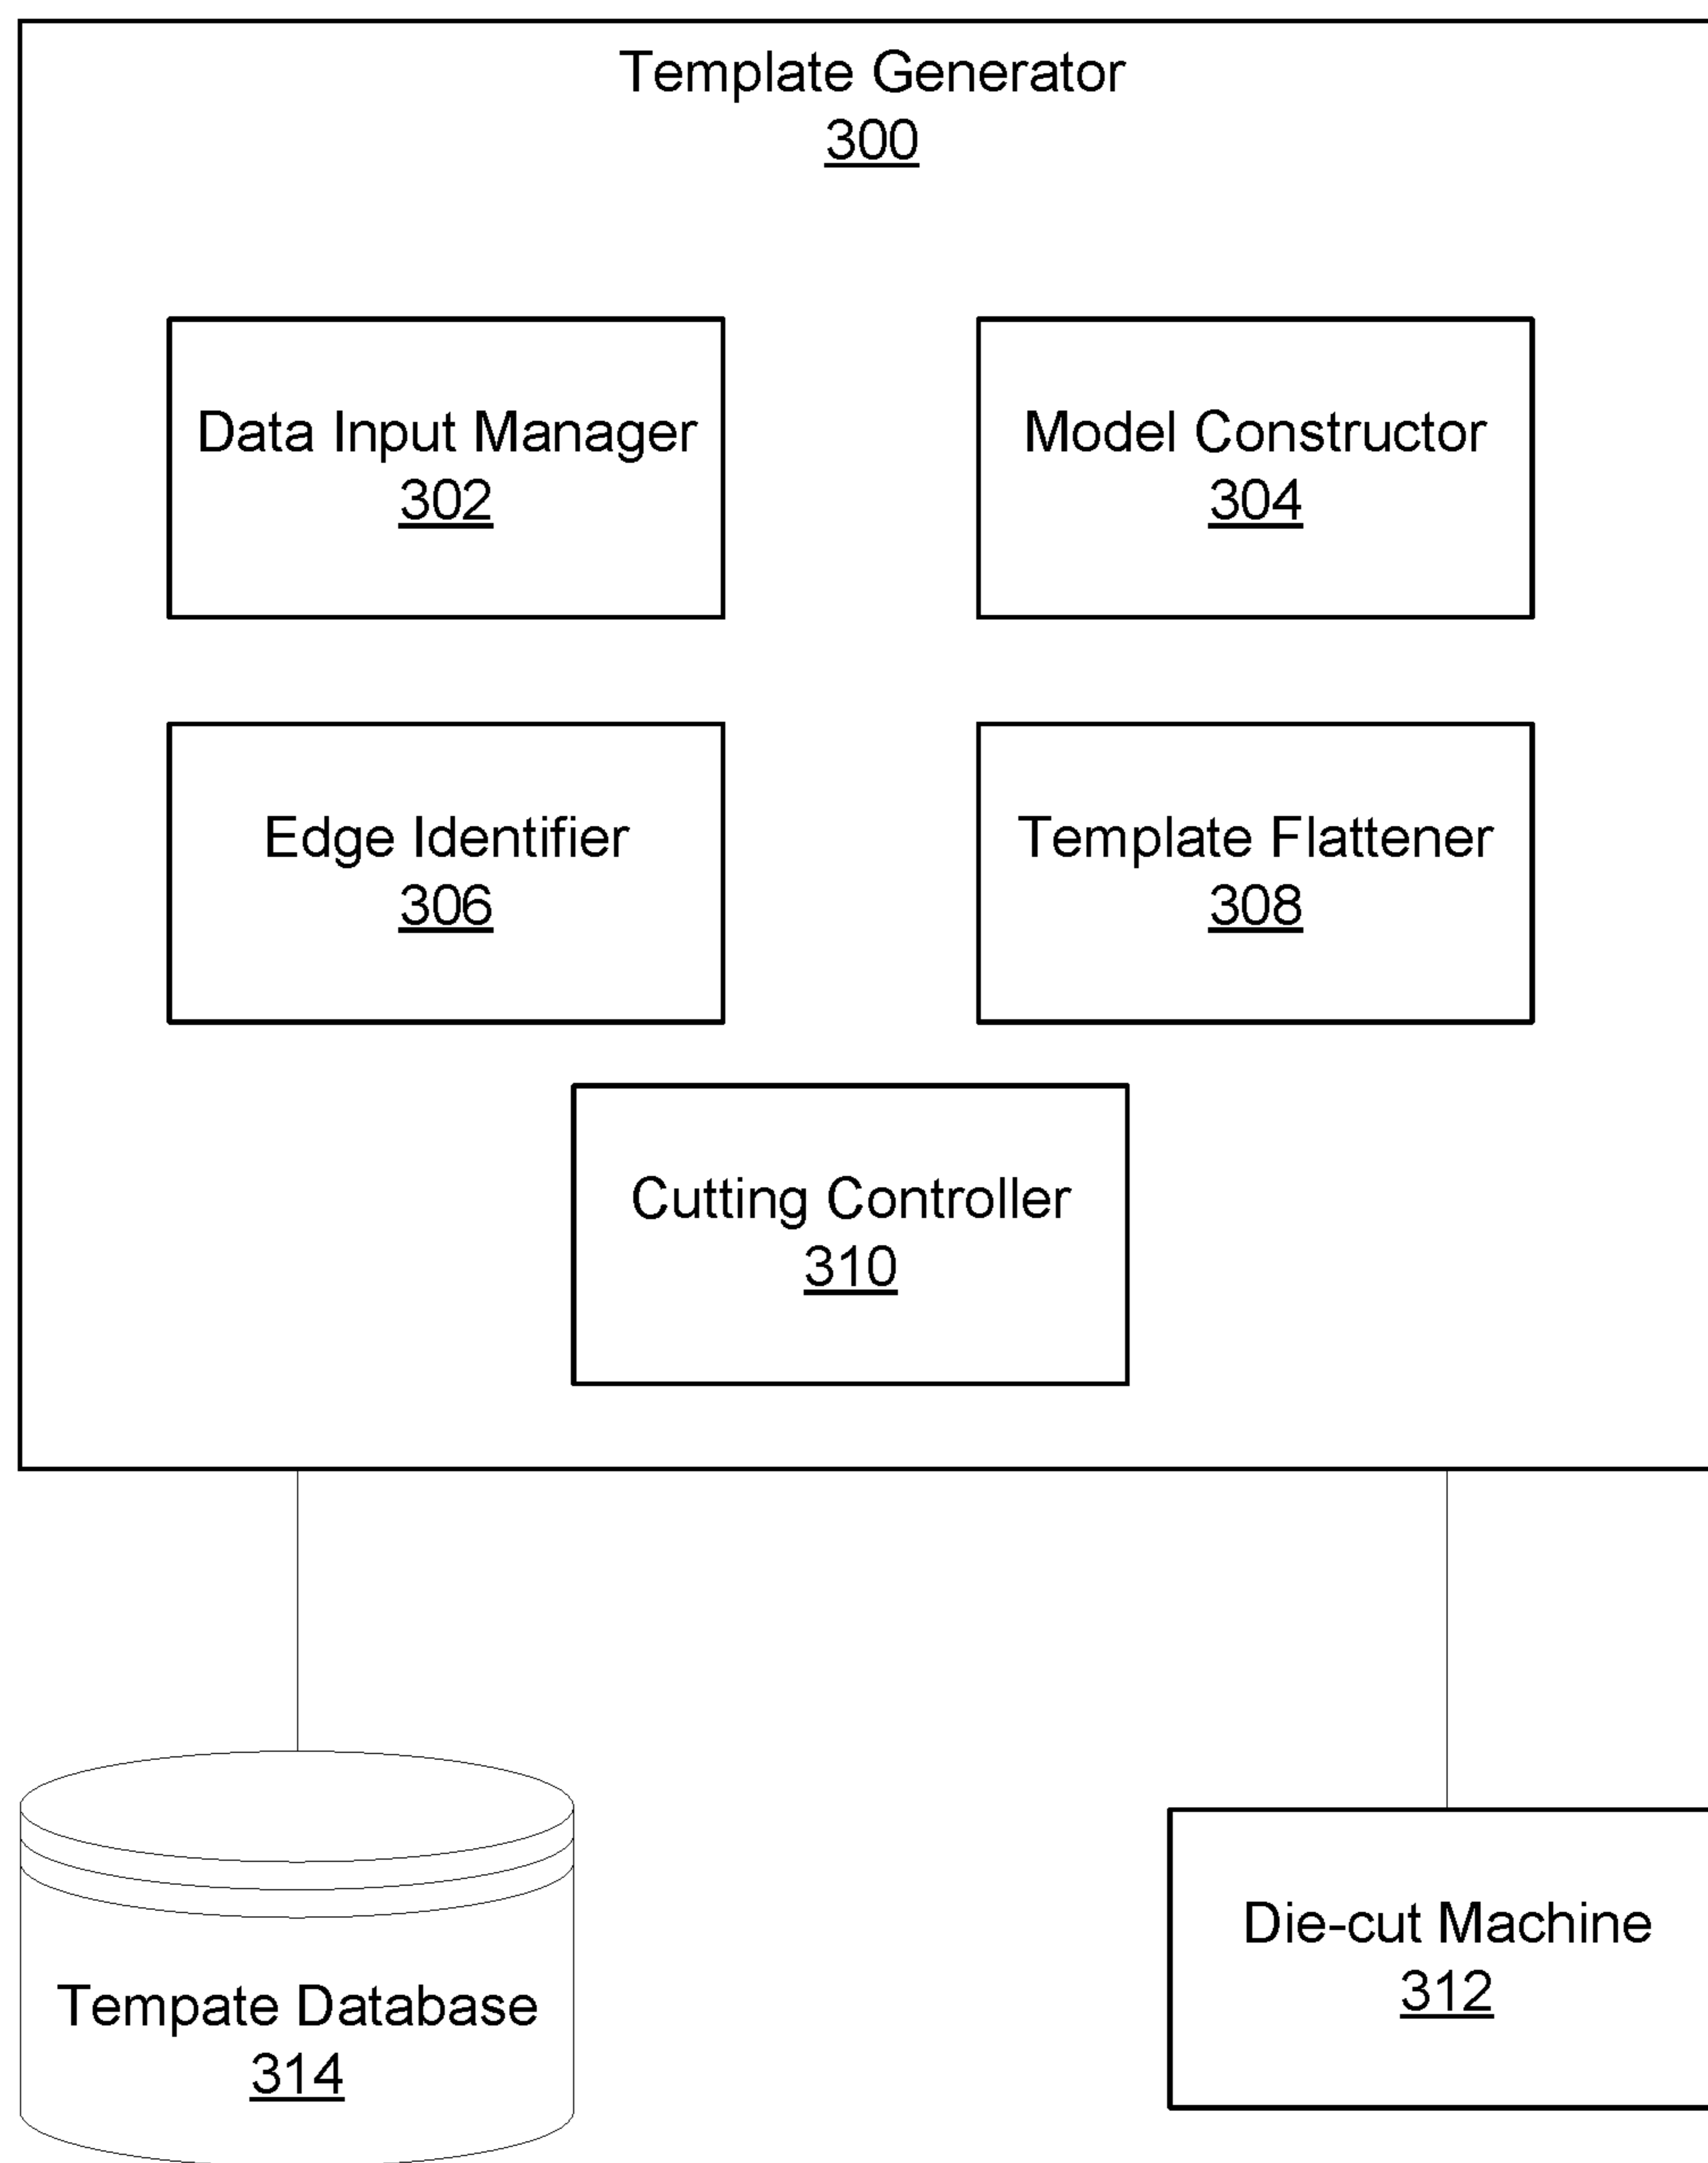 Template Generator
300
Data Input Manager
302
Model Constructor
304
Edge Identifier
306
Template Flattener
308
Cutting Controller
310
Tempate Database
314
Die-cut Machine
312